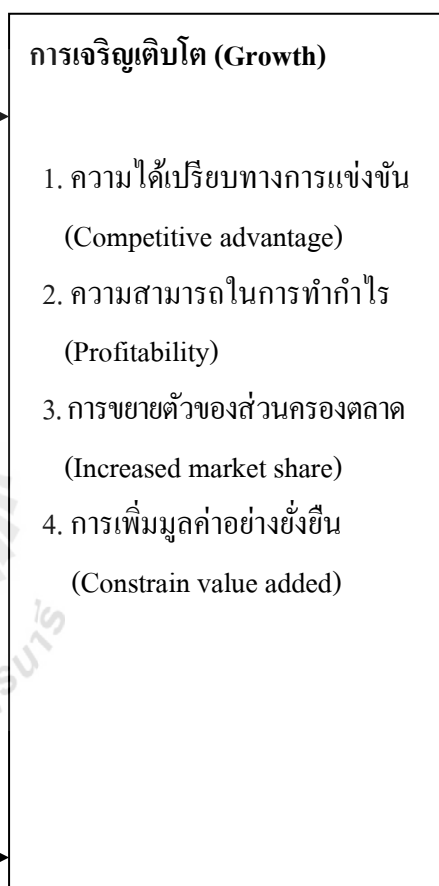 การเจริญเติบโต (Growth)
1. ความได้เปรียบทางการแข่งขัน
(Competitive advantage)
2. ความสามารถในการทำกำไร
(Profitability)
3. การขยายตัวของส่วนครองตลาด
(Increased market share)
4. การเพิ่มมูลค่าอย่างยั่งยืน
(Constrain value added)